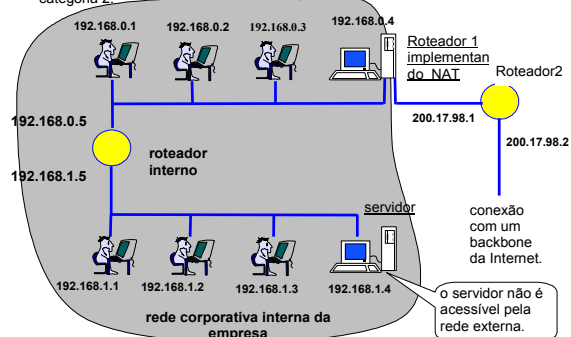 categoria 2.
192.168.0.1
192.168.0.2
192.168.0.3
192.168.0.4
Roteador 1
implementan
do NAT
Roteador2
200.17.98.1
200.17.98.2
192.168.0.5
roteador
interno
192.168.1.5
servidor
conexão
com um
backbone
da Internet.
192.168.1.1
192.168.1.2
192.168.1.3
192.168.1.4
o servidor não é
acessível pela
rede externa.
rede corporativa interna da
empresa